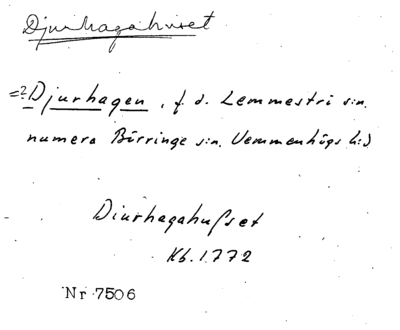 Djurhagahuset
=? Djurhagen, f. d. Lemmestri sn.
numera Börringe sn. Vemmenhögs hd
Diurhagahusset
Kb. 1772
Nr 7506